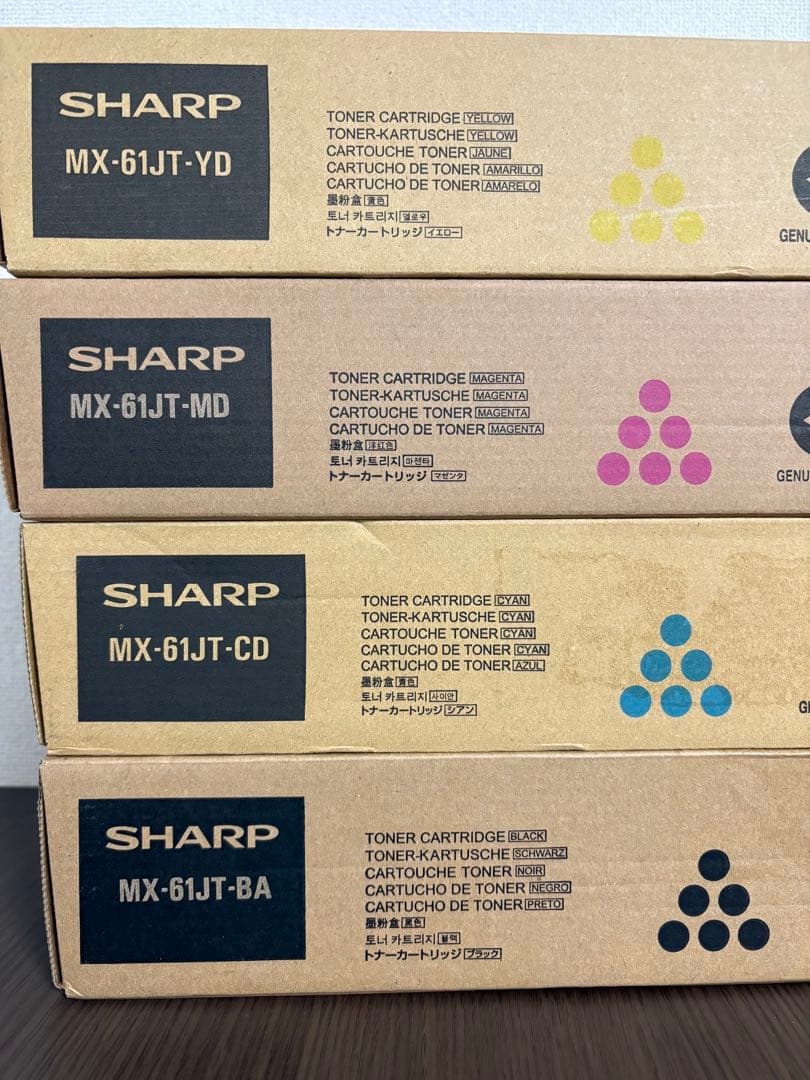 SHARP
MX-61JT-YD
TONER CARTRIDGE YELLOW
TONER-KARTUSCHE YELLOW
CARTOUCHE TONER JAUNE
CARTUCHO DE TONER AMARILLO
CARTUCHO DE TONER AMARELO
墨粉盒 黄色
토너 카트리지 옐로우
トナーカートリッジ イエロー
GENU
SHARP
MX-61JT-MD
TONER CARTRIDGE MAGENTA
TONER-KARTUSCHE MAGENTA
CARTOUCHE TONER MAGENTA
CARTUCHO DE TONER MAGENTA
墨粉盒 洋红色
토너 카트리지 마젠타
トナーカートリッジ マゼンタ
GENU
SHARP
MX-61JT-CD
TONER CARTRIDGE CYAN
TONER-KARTUSCHE CYAN
CARTOUCHE TONER CYAN
CARTUCHO DE TONER CYAN
CARTUCHO DE TONER AZUL
墨粉盒 青色
토너 카트리지 사이안
トナーカートリッジ シアン
GE
SHARP
MX-61JT-BA
TONER CARTRIDGE BLACK
TONER-KARTUSCHE SCHWARZ
CARTOUCHE TONER NOIR
CARTUCHO DE TONER NEGRO
CARTUCHO DE TONER PRETO
墨粉盒 黑色
토너 카트리지 블랙
トナーカートリッジ ブラック